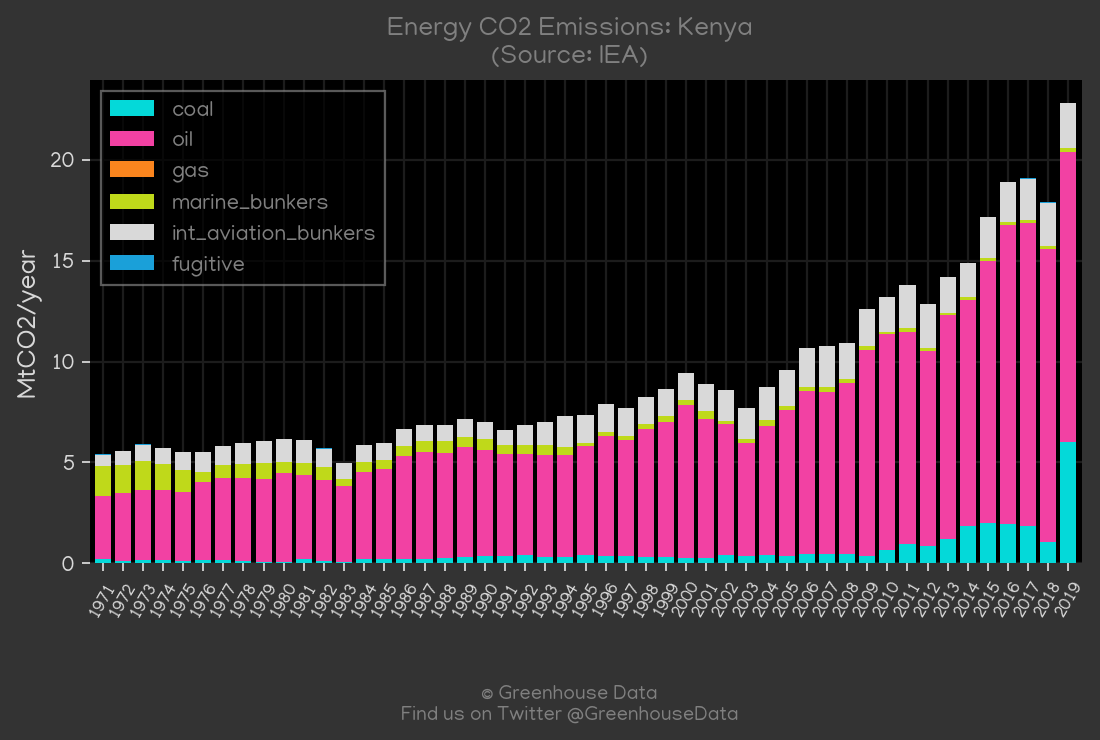 Energy CO2 Emissions: Kenya
(Source: IEA)
coal
oil
gas
marine_bunkers
int_aviation_bunkers
fugitive
MtCO2/year
20
15
10
5
0
1971 1972 1973 1974 1975 1976 1977 1978 1979 1980 1981 1982 1983 1984 1985 1986 1987 1988 1989 1990 1991 1992 1993 1994 1995 1996 1997 1998 1999 2000 2001 2002 2003 2004 2005 2006 2007 2008 2009 2010 2011 2012 2013 2014 2015 2016 2017 2018 2019
© Greenhouse Data
Find us on Twitter @GreenhouseData